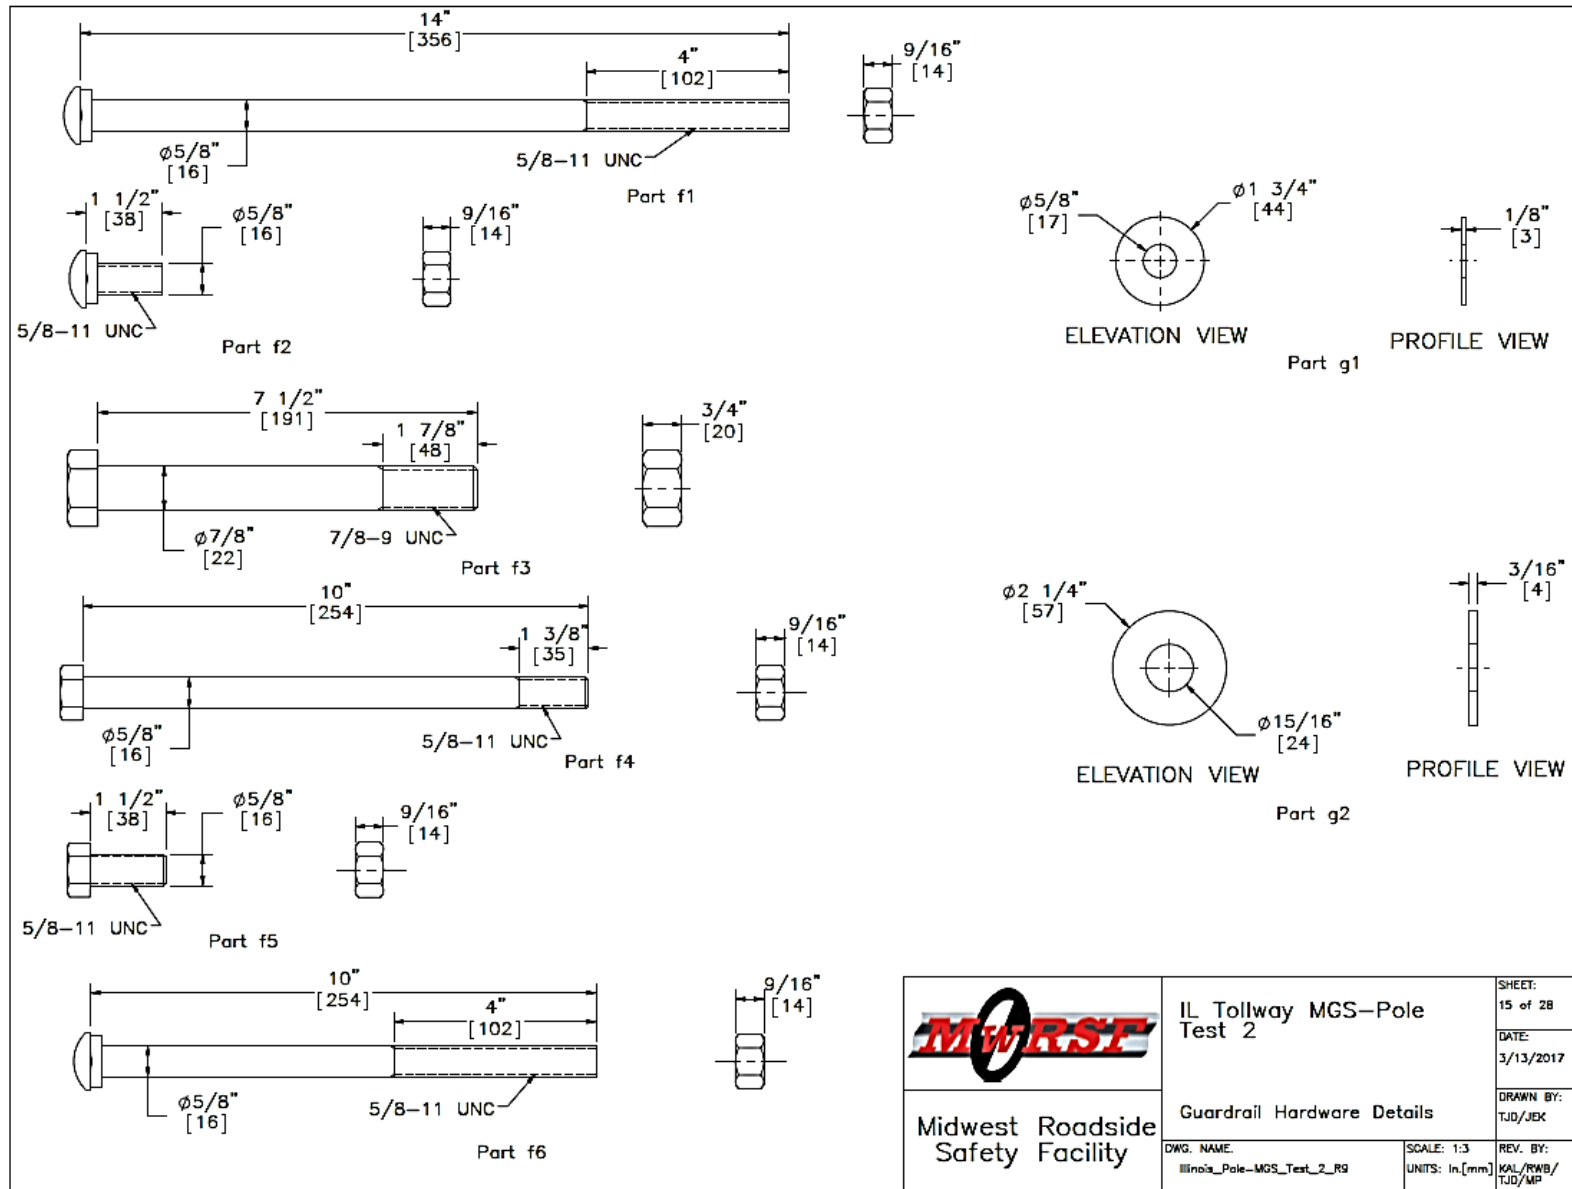 14"
[356]
4"
[102]
9/16"
[14]
ø5/8"
[16]
5/8-11 UNC
Part f1
1 1/2"
[38]
ø5/8"
[16]
9/16"
[14]
5/8-11 UNC
Part f2
ø5/8"
[17]
ø1 3/4"
[44]
1/8"
[3]
ELEVATION VIEW
PROFILE VIEW
Part g1
7 1/2"
[191]
1 7/8"
[48]
3/4"
[20]
ø7/8"
[22]
7/8-9 UNC
Part f3
10"
[254]
1 3/8"
[35]
9/16"
[14]
ø5/8"
[16]
5/8-11 UNC
Part f4
ø2 1/4"
[57]
3/16"
[4]
ø15/16"
[24]
ELEVATION VIEW
PROFILE VIEW
Part g2
1 1/2"
[38]
ø5/8"
[16]
9/16"
[14]
5/8-11 UNC
Part f5
10"
[254]
4"
[102]
9/16"
[14]
ø5/8"
[16]
5/8-11 UNC
Part f6
MWRSF
Midwest Roadside
Safety Facility
IL Tollway MGS-Pole
Test 2
Guardrail Hardware Details
SHEET:
15 of 28
DATE:
3/13/2017
DRAWN BY:
TJD/JEK
DWG. NAME.
Illinois_Pole-MGS_Test_2_R9
SCALE: 1:3
UNITS: In.[mm]
REV. BY:
KAL/RWB/
TJD/MP